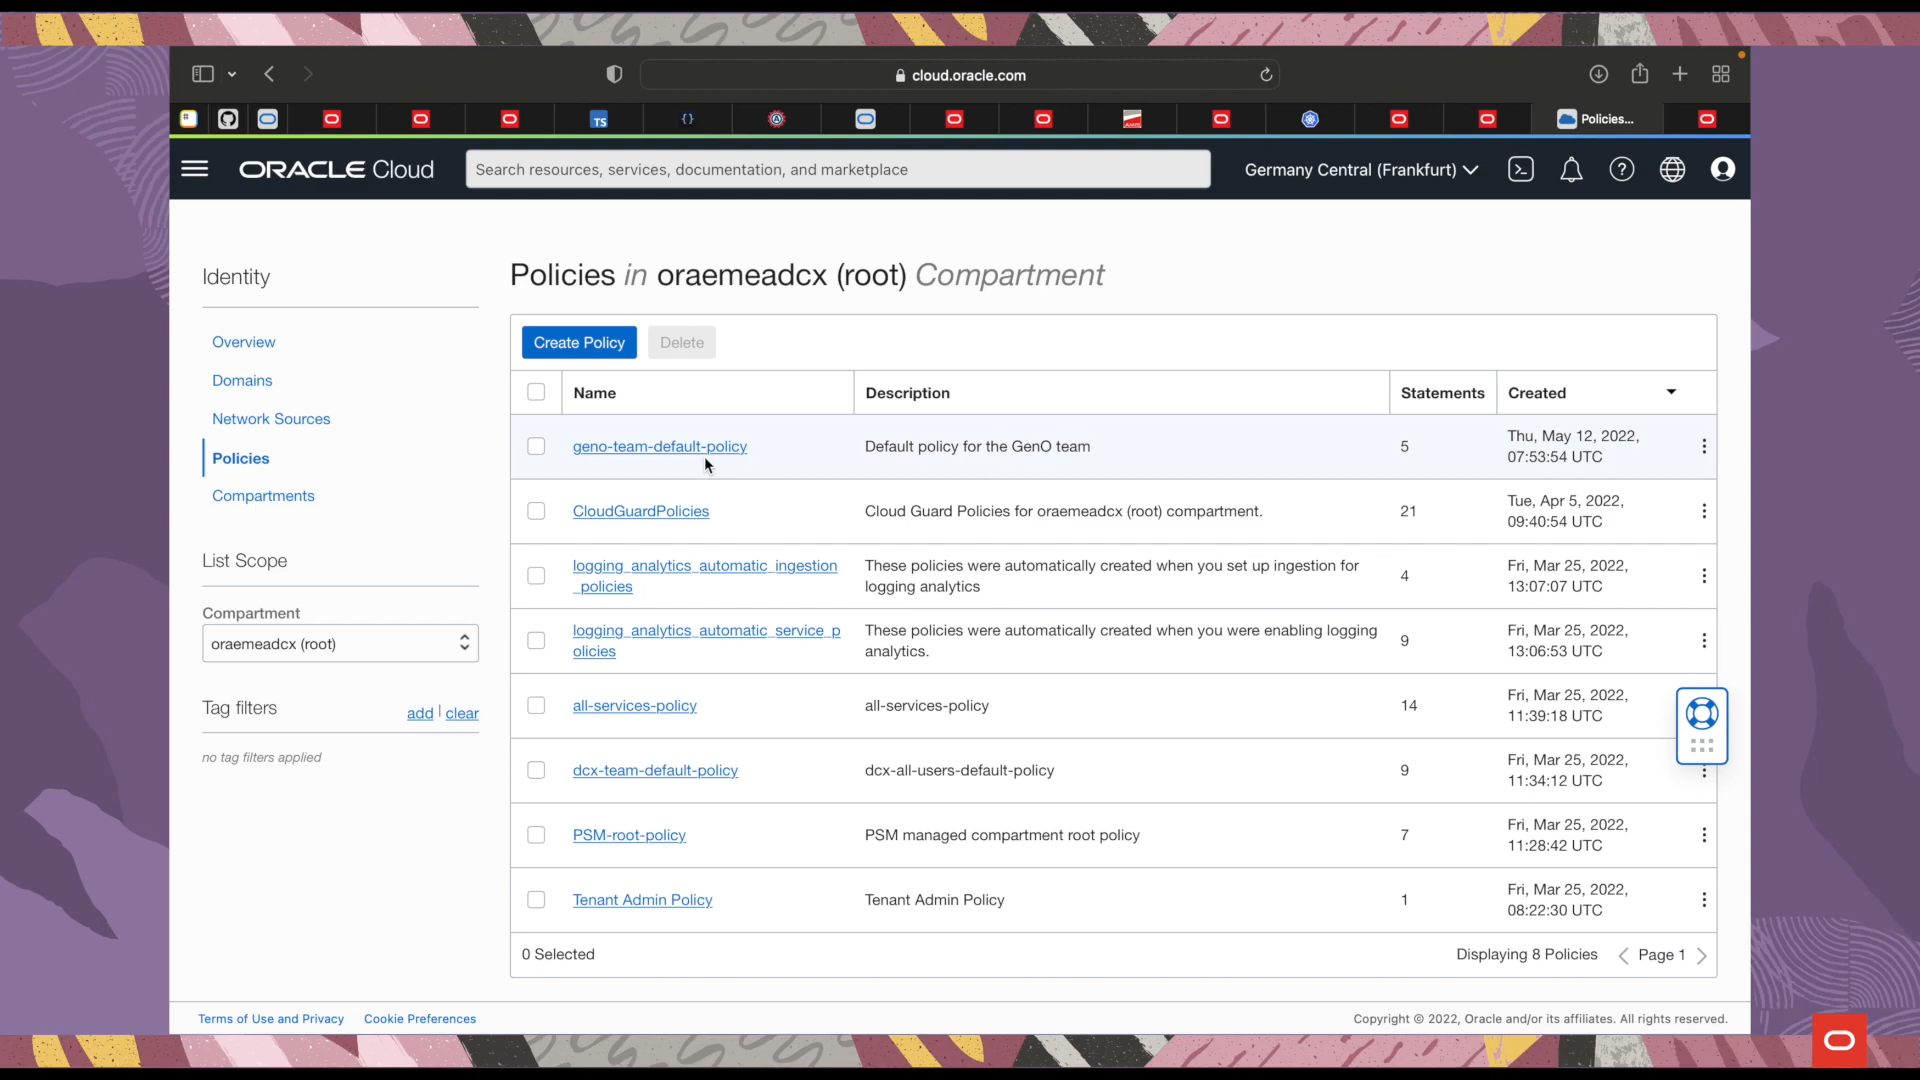 cloud.oracle.com
TS
{}
Policies...
ORACLE Cloud
Search resources, services, documentation, and marketplace
Germany Central (Frankfurt)
Identity
Overview
Domains
Network Sources
Policies
Compartments
List Scope
Compartment
oraemeadcx (root)
Tag filters
add | clear
no tag filters applied
Policies in oraemeadcx (root) Compartment
Create Policy
Delete
Name
Description
Statements
Created
geno-team-default-policy
Default policy for the GenO team
5
Thu, May 12, 2022,
07:53:54 UTC
CloudGuardPolicies
Cloud Guard Policies for oraemeadcx (root) compartment.
21
Tue, Apr 5, 2022,
09:40:54 UTC
logging_analytics_automatic_ingestion
_policies
These policies were automatically created when you set up ingestion for
logging analytics
4
Fri, Mar 25, 2022,
13:07:07 UTC
logging_analytics_automatic_service_p
olicies
These policies were automatically created when you were enabling logging
analytics.
9
Fri, Mar 25, 2022,
13:06:53 UTC
all-services-policy
all-services-policy
14
Fri, Mar 25, 2022,
11:39:18 UTC
dcx-team-default-policy
dcx-all-users-default-policy
9
Fri, Mar 25, 2022,
11:34:12 UTC
PSM-root-policy
PSM managed compartment root policy
7
Fri, Mar 25, 2022,
11:28:42 UTC
Tenant Admin Policy
Tenant Admin Policy
1
Fri, Mar 25, 2022,
08:22:30 UTC
0 Selected
Displaying 8 Policies
Page 1
Terms of Use and Privacy
Cookie Preferences
Copyright © 2022, Oracle and/or its affiliates. All rights reserved.